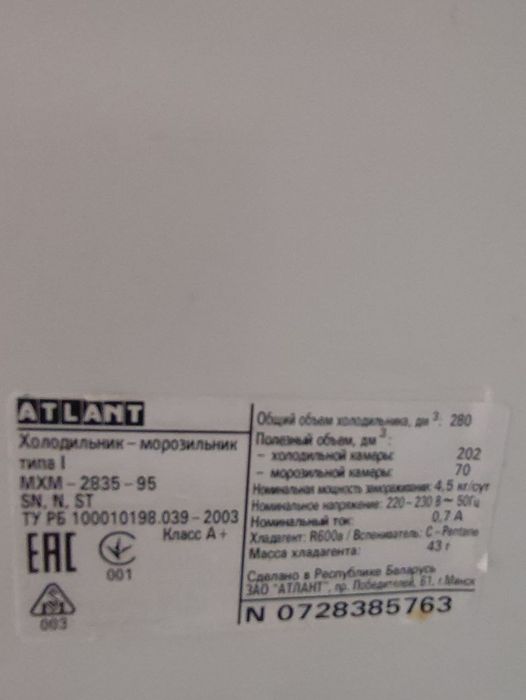 ATLANT
Холодильник - морозильник
типа I
МХМ - 2835 - 95
SN, N, ST
ТУ РБ 100010198.039 - 2003
Класс А +
EAC
001
003
Общий объем холодильника, дм³: 280
Полезный объем, дм³:
- холодильной камеры: 202
- морозильной камеры: 70
Номинальная мощность замораживания: 4,5 кг/сут
Номинальное напряжение: 220 - 230 В ~ 50Гц
Номинальный ток: 0,7 А
Хладагент: R600a / Вспениватель: C - Pentane
Масса хладагента: 43 г
Сделано в Республике Беларусь
ЗАО "АТЛАНТ", пр. Победителей, 61, г.Минск
N 0728385763